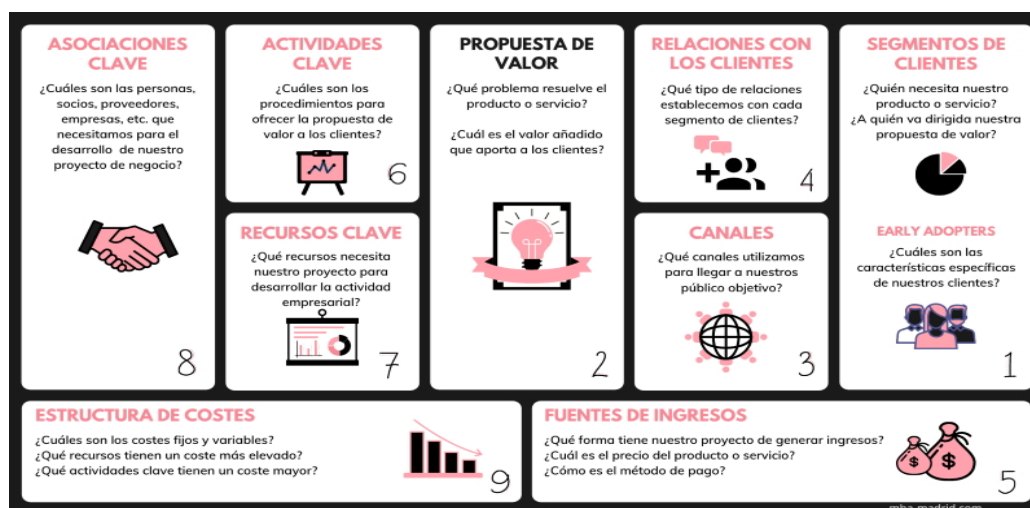 ASOCIACIONES
CLAVE
¿Cuáles son las personas,
socios, proveedores,
empresas, etc. que
necesitamos para el
desarrollo de nuestro
proyecto de negocio?
8
ACTIVIDADES
CLAVE
¿Cuáles son los
procedimientos para
ofrecer la propuesta de
valor a los clientes?
6
RECURSOS CLAVE
¿Qué recursos necesita
nuestro proyecto para
desarrollar la actividad
empresarial?
7
PROPUESTA DE
VALOR
¿Qué problema resuelve el
producto o servicio?
¿Cuál es el valor añadido
que aporta a los clientes?
2
RELACIONES CON
LOS CLIENTES
¿Qué tipo de relaciones
establecemos con cada
segmento de clientes?
4
CANALES
¿Qué canales utilizamos
para llegar a nuestros
público objetivo?
3
SEGMENTOS DE
CLIENTES
¿Quién necesita nuestro
producto o servicio?
¿A quién va dirigida nuestra
propuesta de valor?
EARLY ADOPTERS
¿Cuáles son las
características específicas
de nuestros clientes?
1
ESTRUCTURA DE COSTES
¿Cuáles son los costes fijos y variables?
¿Qué recursos tienen un coste más elevado?
¿Qué actividades clave tienen un coste mayor?
9
FUENTES DE INGRESOS
¿Qué forma tiene nuestro proyecto de generar ingresos?
¿Cuál es el precio del producto o servicio?
¿Cómo es el método de pago?
$ $
5
mba-madrid.com